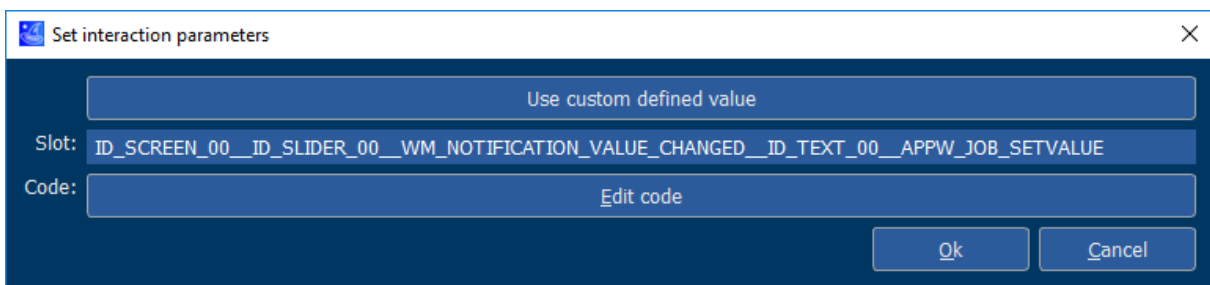 Set interaction parameters
Use custom defined value
Slot: ID_SCREEN_00__ID_SLIDER_00__WM_NOTIFICATION_VALUE_CHANGED__ID_TEXT_00__APPW_JOB_SETVALUE
Code: Edit code
Ok Cancel